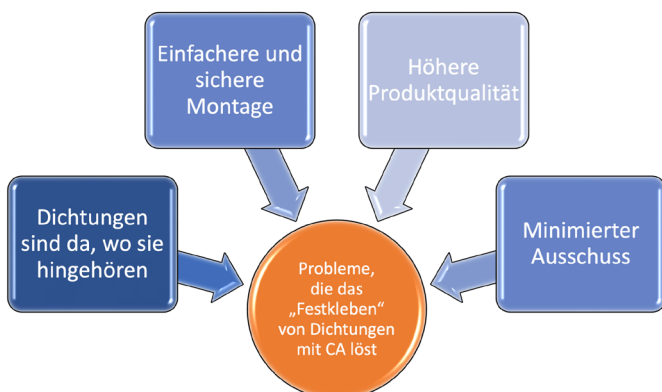 Einfachere und
sichere
Montage
Höhere
Produktqualität
Dichtungen
sind da, wo sie
hingehören
Minimierter
Ausschuss
Probleme,
die das
„Festkleben“
von Dichtungen
mit CA löst